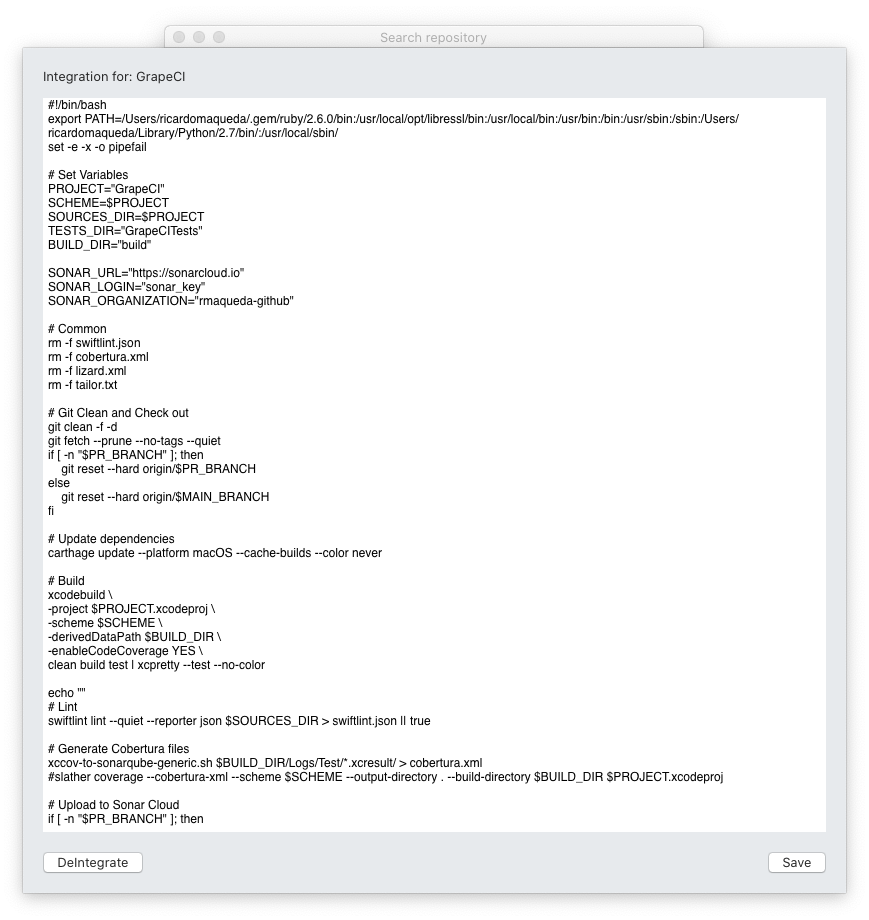 Search repository
Integration for: GrapeCI
#!/bin/bash
export PATH=/Users/ricardomaqueda/.gem/ruby/2.6.0/bin:/usr/local/opt/libressl/bin:/usr/local/bin:/usr/bin:/bin:/usr/sbin:/sbin:/Users/
ricardomaqueda/Library/Python/2.7/bin/:/usr/local/sbin/
set -e -x -o pipefail
# Set Variables
PROJECT="GrapeCI"
SCHEME=$PROJECT
SOURCES_DIR=$PROJECT
TESTS_DIR="GrapeCITests"
BUILD_DIR="build"
SONAR_URL="https://sonarcloud.io"
SONAR_LOGIN="sonar_key"
SONAR_ORGANIZATION="rmaqueda-github"
# Common
rm -f swiftlint.json
rm -f cobertura.xml
rm -f lizard.xml
rm -f tailor.txt
# Git Clean and Check out
git clean -f -d
git fetch --prune --no-tags --quiet
if [ -n "$PR_BRANCH" ]; then
    git reset --hard origin/$PR_BRANCH
else
    git reset --hard origin/$MAIN_BRANCH
fi
# Update dependencies
carthage update --platform macOS --cache-builds --color never
# Build
xcodebuild \
-project $PROJECT.xcodeproj \
-scheme $SCHEME \
-derivedDataPath $BUILD_DIR \
-enableCodeCoverage YES \
clean build test | xcpretty --test --no-color
echo ""
# Lint
swiftlint lint --quiet --reporter json $SOURCES_DIR > swiftlint.json || true
# Generate Cobertura files
xccov-to-sonarqube-generic.sh $BUILD_DIR/Logs/Test/*.xcresult/ > cobertura.xml
#slather coverage --cobertura-xml --scheme $SCHEME --output-directory . --build-directory $BUILD_DIR $PROJECT.xcodeproj
# Upload to Sonar Cloud
if [ -n "$PR_BRANCH" ]; then
DeIntegrate
Save